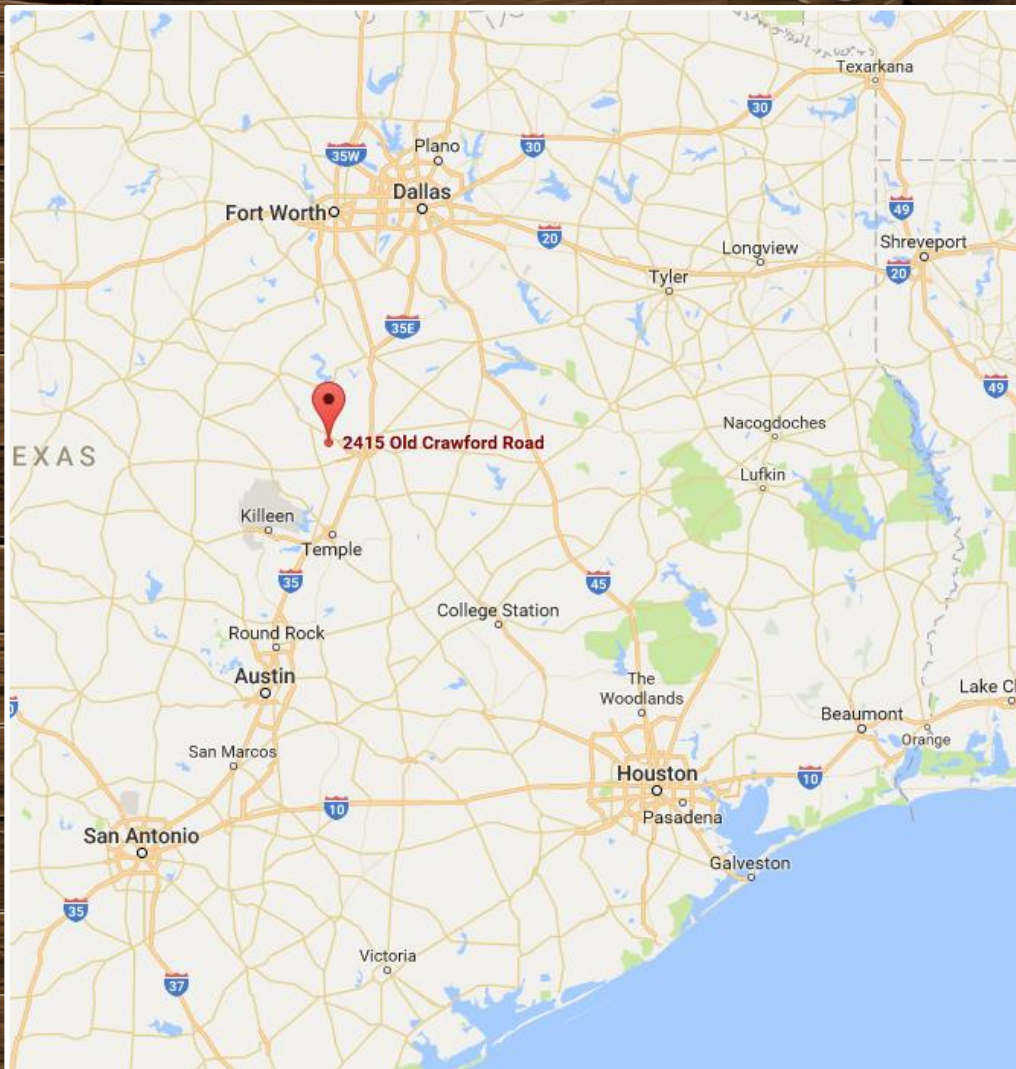 Texarkana
30
Plano
35W
30
Dallas
Fort Worth
49
20
Shreveport
Longview
20
Tyler
35E
49
Nacogdoches
2415 Old Crawford Road
EXAS
Lufkin
Killeen
Temple
35
45
College Station
Round Rock
The
Woodlands
Austin
Lake C
Beaumont
Orange
San Marcos
Houston
10
10
Pasadena
San Antonio
Galveston
35
Victoria
37